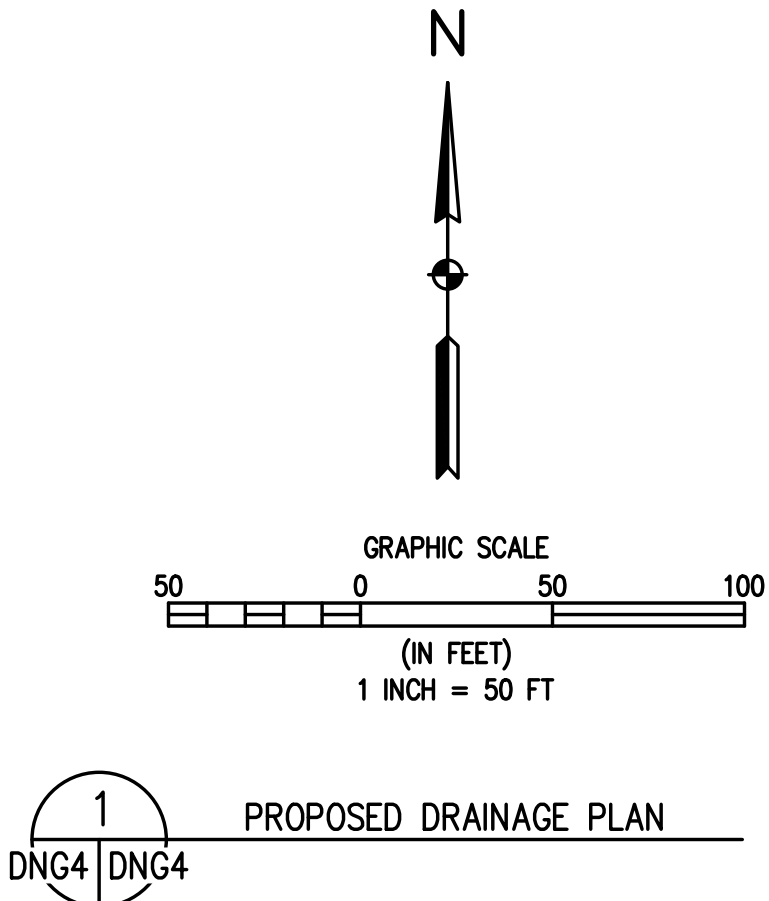 N
GRAPHIC SCALE
50 0 50 100
(IN FEET)
1 INCH = 50 FT
1
PROPOSED DRAINAGE PLAN
DNG4 DNG4